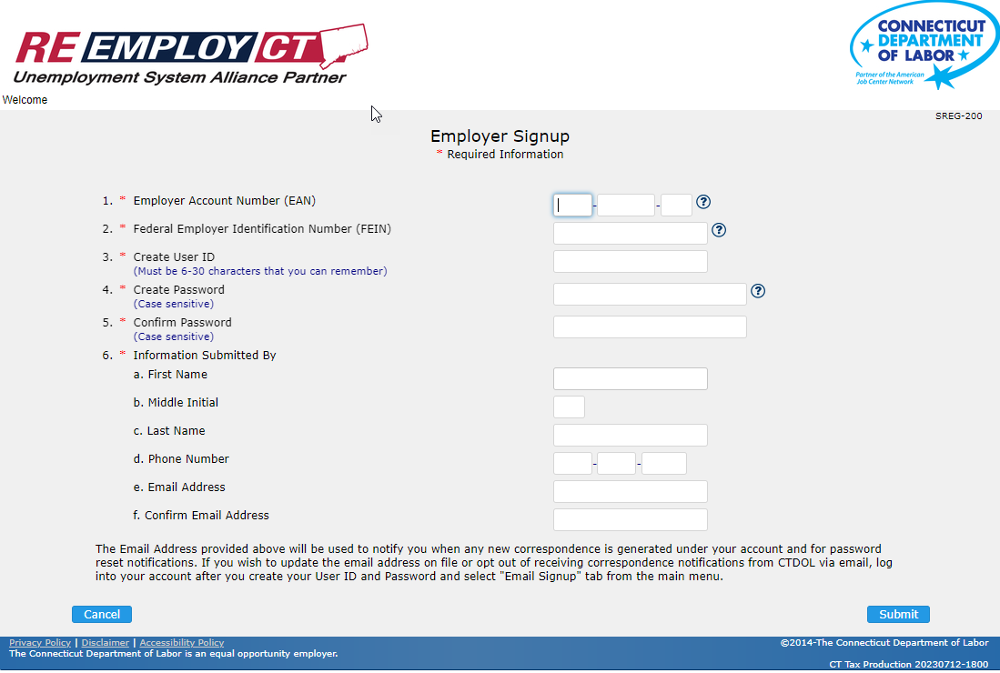 REEMPLOYCT
Unemployment System Alliance Partner
CONNECTICUT
DEPARTMENT
OF LABOR
Partner of the American
Job Center Network
Welcome
SREG-200
Employer Signup
* Required Information
1. * Employer Account Number (EAN) - - ?
2. * Federal Employer Identification Number (FEIN) ?
3. * Create User ID
(Must be 6-30 characters that you can remember)
4. * Create Password ?
(Case sensitive)
5. * Confirm Password
(Case sensitive)
6. * Information Submitted By
a. First Name
b. Middle Initial
c. Last Name
d. Phone Number - -
e. Email Address
f. Confirm Email Address
The Email Address provided above will be used to notify you when any new correspondence is generated under your account and for password
reset notifications. If you wish to update the email address on file or opt out of receiving correspondence notifications from CTDOL via email, log
into your account after you create your User ID and Password and select "Email Signup" tab from the main menu.
Cancel Submit
Privacy Policy | Disclaimer | Accessibility Policy ©2014-The Connecticut Department of Labor
The Connecticut Department of Labor is an equal opportunity employer.
CT Tax Production 20230712-1800